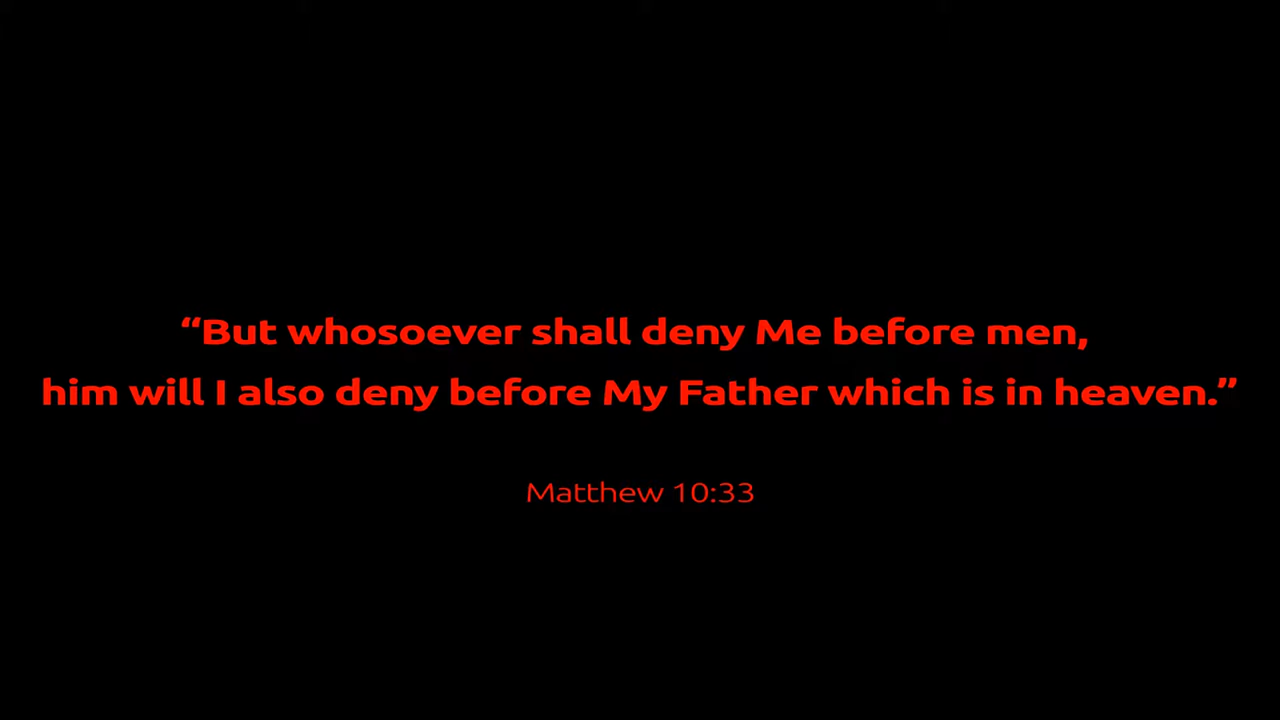 “But whosoever shall deny Me before men,
him will I also deny before My Father which is in heaven.”
Matthew 10:33